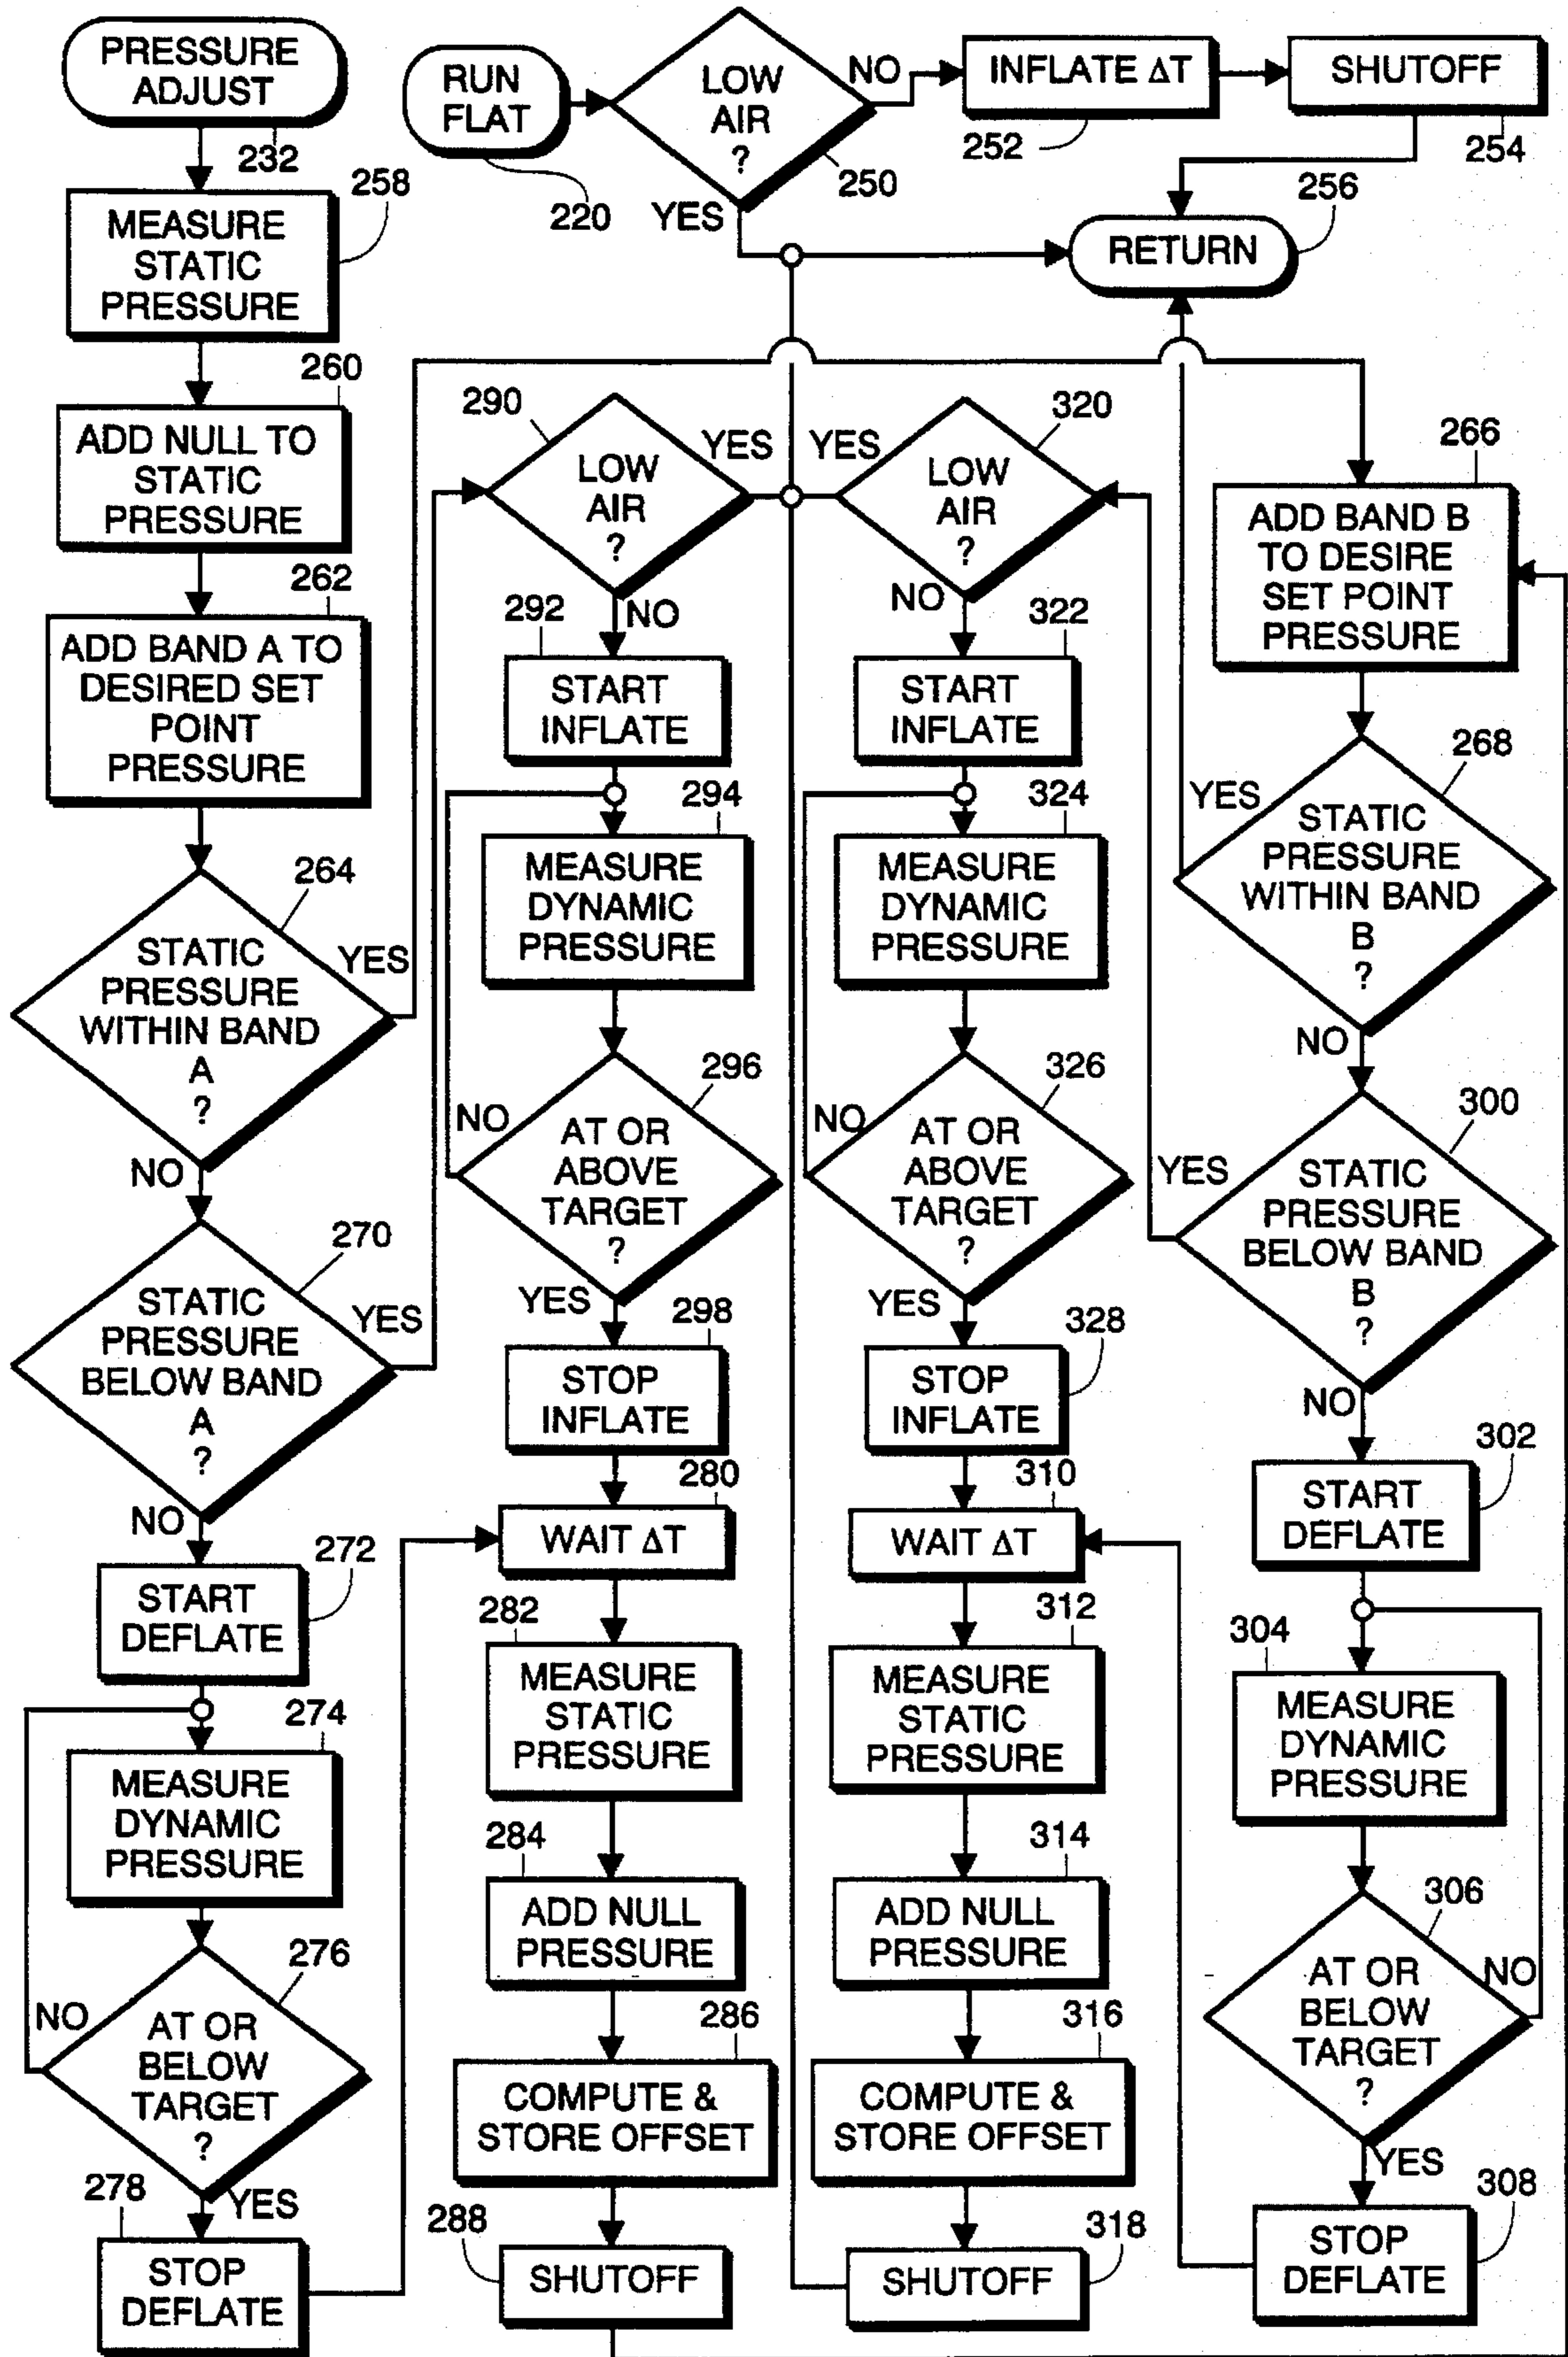 PRESSURE
ADJUST
232
RUN
FLAT
220
LOW
AIR
?
250
NO
YES
INFLATE ΔT
252
SHUTOFF
254
256
RETURN
258
MEASURE
STATIC
PRESSURE
260
ADD NULL TO
STATIC
PRESSURE
262
ADD BAND A TO
DESIRED SET
POINT
PRESSURE
264
STATIC
PRESSURE
WITHIN BAND
A
?
YES
NO
270
STATIC
PRESSURE
BELOW BAND
A
?
YES
NO
272
START
DEFLATE
274
MEASURE
DYNAMIC
PRESSURE
276
NO
AT OR
BELOW
TARGET
?
278
YES
STOP
DEFLATE
290
LOW
AIR
?
YES
NO
292
START
INFLATE
294
MEASURE
DYNAMIC
PRESSURE
296
NO
AT OR
ABOVE
TARGET
?
YES
298
STOP
INFLATE
280
WAIT ΔT
282
MEASURE
STATIC
PRESSURE
284
ADD NULL
PRESSURE
286
COMPUTE &
STORE OFFSET
288
SHUTOFF
320
YES
LOW
AIR
?
NO
322
START
INFLATE
324
MEASURE
DYNAMIC
PRESSURE
326
NO
AT OR
ABOVE
TARGET
?
YES
328
STOP
INFLATE
310
WAIT ΔT
312
MEASURE
STATIC
PRESSURE
314
ADD NULL
PRESSURE
316
COMPUTE &
STORE OFFSET
318
SHUTOFF
266
ADD BAND B
TO DESIRE
SET POINT
PRESSURE
268
YES
STATIC
PRESSURE
WITHIN BAND
B
?
NO
300
YES
STATIC
PRESSURE
BELOW BAND
B
?
NO
302
START
DEFLATE
304
MEASURE
DYNAMIC
PRESSURE
306
AT OR
BELOW
TARGET
?
NO
YES
308
STOP
DEFLATE